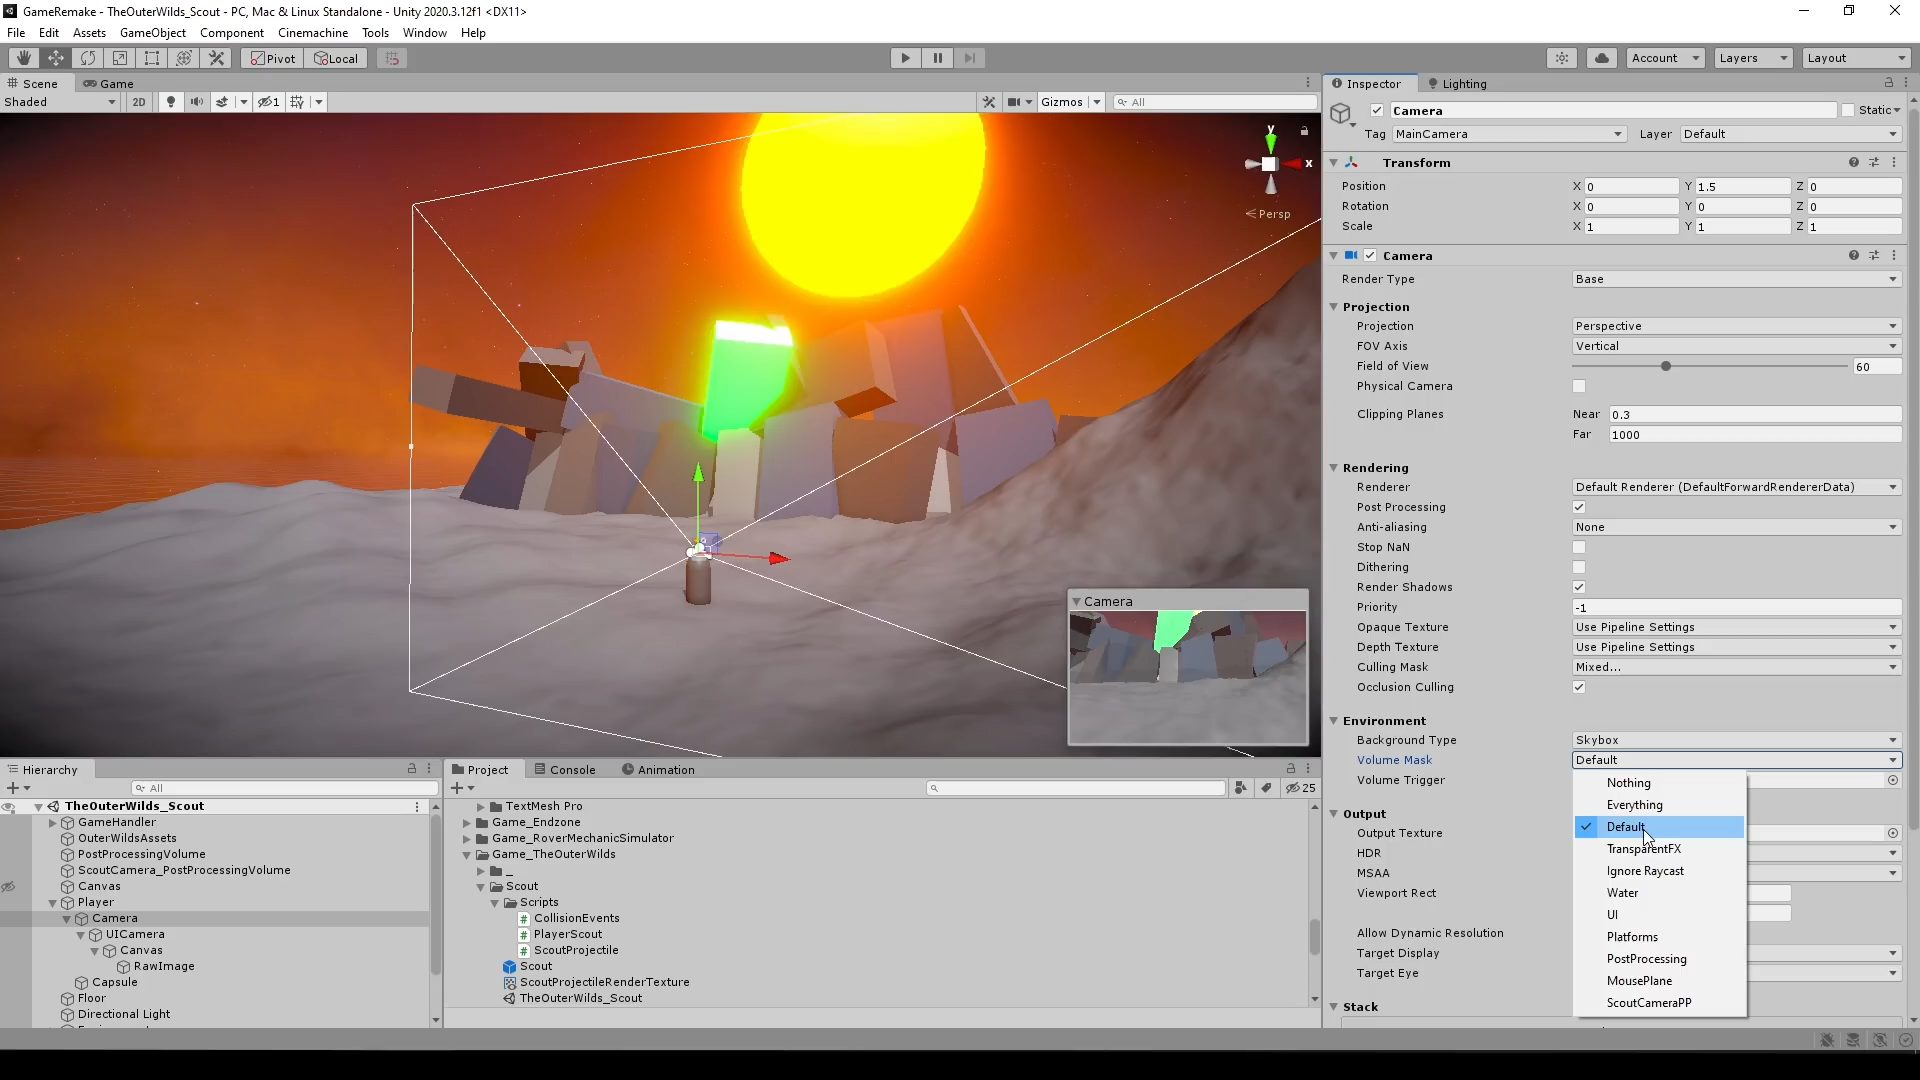 GameRemake - TheOuterWilds_Scout - PC, Mac & Linux Standalone - Unity 2020.3.12f1 <DX11>
File Edit Assets GameObject Component Cinemachine Tools Window Help
Pivot Local Account Layers Layout
Scene Game
Shaded 2D 1 Gizmos All
y
x
Persp
Camera
Inspector Lighting
Camera Static
Tag MainCamera Layer Default
Transform
Position X 0 Y 1.5 Z 0
Rotation X 0 Y 0 Z 0
Scale X 1 Y 1 Z 1
Camera
Render Type Base
Projection
Projection Perspective
FOV Axis Vertical
Field of View 60
Physical Camera
Clipping Planes Near 0.3
Far 1000
Rendering
Renderer Default Renderer (DefaultForwardRendererData)
Post Processing
Anti-aliasing None
Stop NaN
Dithering
Render Shadows
Priority -1
Opaque Texture Use Pipeline Settings
Depth Texture Use Pipeline Settings
Culling Mask Mixed...
Occlusion Culling
Environment
Background Type Skybox
Volume Mask Default
Volume Trigger
Output
Output Texture
HDR
MSAA
Viewport Rect
Allow Dynamic Resolution
Target Display
Target Eye
Stack
Nothing
Everything
Default
TransparentFX
Ignore Raycast
Water
UI
Platforms
PostProcessing
MousePlane
ScoutCameraPP
Hierarchy
All
TheOuterWilds_Scout
GameHandler
OuterWildsAssets
PostProcessingVolume
ScoutCamera_PostProcessingVolume
Canvas
Player
Camera
UICamera
Canvas
RawImage
Capsule
Floor
Directional Light
Project Console Animation
25
TextMesh Pro
Game_Endzone
Game_RoverMechanicSimulator
Game_TheOuterWilds
_
Scout
Scripts
CollisionEvents
PlayerScout
ScoutProjectile
Scout
ScoutProjectileRenderTexture
TheOuterWilds_Scout